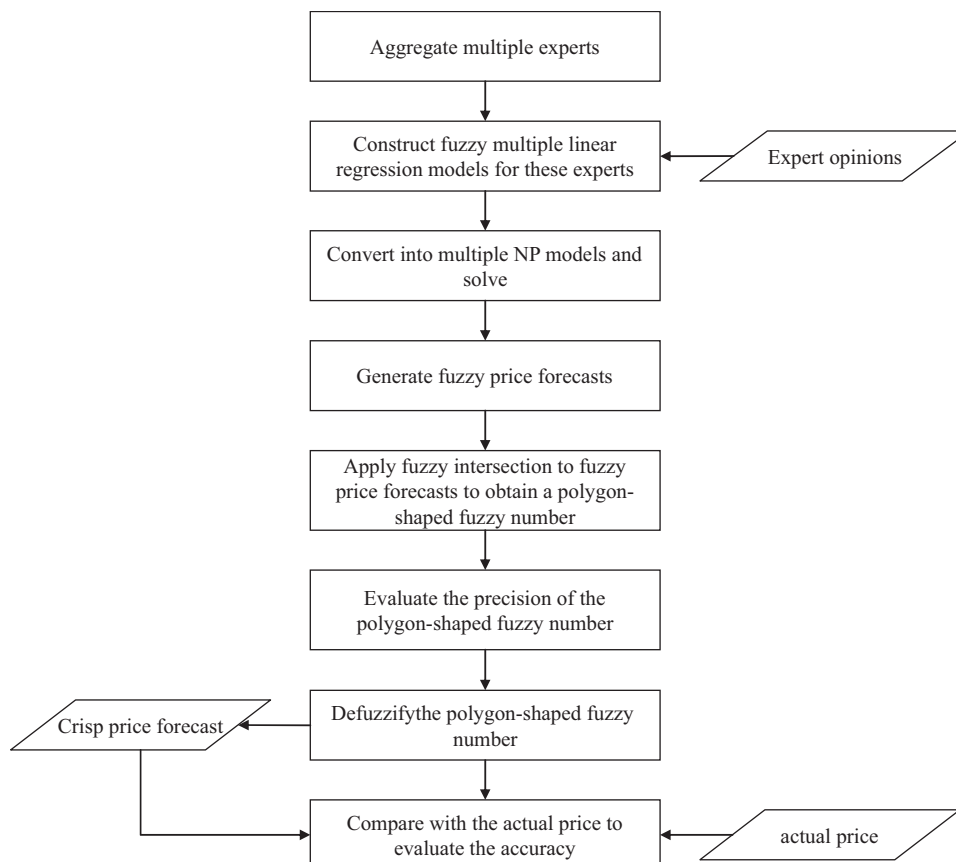 Aggregate multiple experts
Construct fuzzy multiple linear
regression models for these experts
Expert opinions
Convert into multiple NP models and
solve
Generate fuzzy price forecasts
Apply fuzzy intersection to fuzzy
price forecasts to obtain a polygon-
shaped fuzzy number
Evaluate the precision of the
polygon-shaped fuzzy number
Crisp price forecast
Defuzzifythe polygon-shaped fuzzy
number
Compare with the actual price to
evaluate the accuracy
actual price